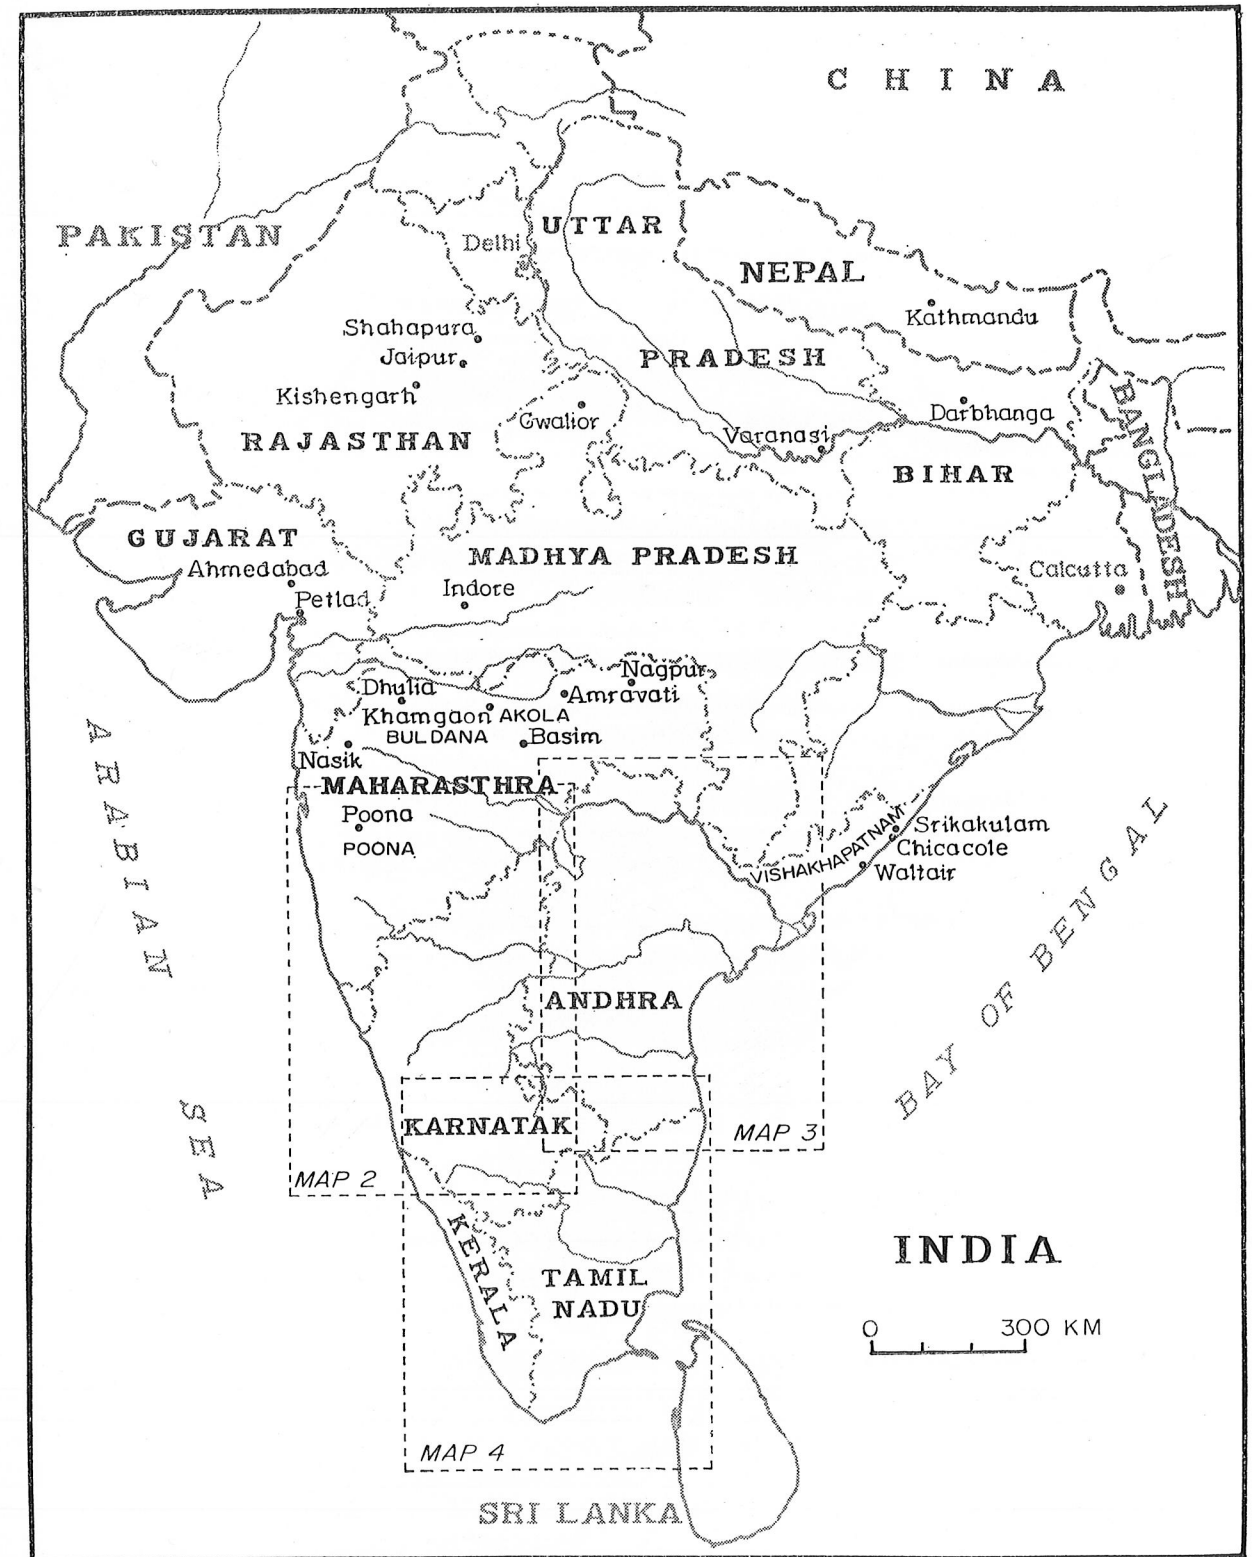 CHINA
PAKISTAN
UTTAR
Delhi
NEPAL
Kathmandu
Shahapura
Jaipur
PRADESH
Kishengarh
Gwalior
Darbhanga
BANGLADESH
RAJASTHAN
Varanasi
BIHAR
GUJARAT
MADHYA PRADESH
Ahmedabad
Calcutta
Petlad
Indore
Nagpur
Dhulia
Amravati
Khamgaon
AKOLA
BULDANA
Basim
Nasik
MAHARASTHRA
Poona
POONA
Srikakulam
Chicacole
VISHAKHAPATNAM
Waltair
ARABIAN SEA
BAY OF BENGAL
ANDHRA
KARNATAK
MAP 3
MAP 2
KERALA
INDIA
TAMIL
NADU
0 300 KM
MAP 4
SRI LANKA